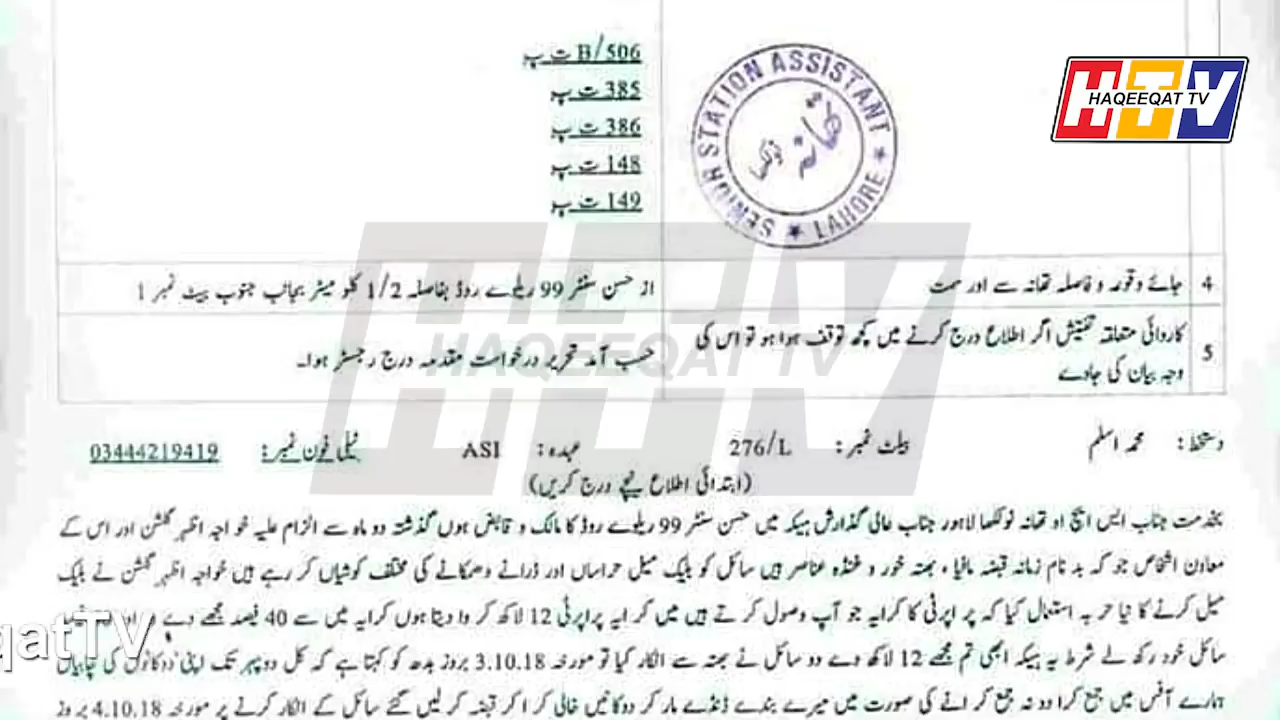 506/B ت پ
385 ت پ
386 ت پ
148 ت پ
149 ت پ
SENIOR STATION ASSISTANT
تھانہ
LAHORE
HTV
HAQEEQAT TV
4 جائے وقوعہ و فاصلہ تھانہ سے اور سمت از حسن سنٹر 99 ریلوے روڈ بفاصلہ 1/2 کلو میٹر بجانب جنوب بیٹ نمبر 1
5 کاروائی متعلقہ تفتیش اگر اطلاع درج کرنے میں کچھ توقف ہوا ہو تو اس کی حسب آمد تحریر درخواست مقدمہ درج رجسٹر ہوا۔
وجہ بیان کی جاوے
HAQEEQAT TV
دستخط: محمد اسلم بیلٹ نمبر: 276/L عہدہ: ASI ٹیلی فون نمبر: 03444219419
(ابتدائی اطلاع نیچے درج کریں)
بخدمت جناب ایس ایچ او تھانہ نولکھا لاہور جناب عالی گذارش ہیکہ میں حسن سنٹر 99 ریلوے روڈ کا مالک و قابض ہوں گذشتہ دو ماہ سے الزام علیہ خواجہ اظہر گلشن اور اس کے
معاون اشخاص جو کہ بد نام زمانہ قبضہ مافیا، بھتہ خور و غنڈہ عناصر ہیں سائل کو بلیک میل حراساں اور ڈرانے دھمکانے کی مختلف کوشیاں کر رہے ہیں خواجہ اظہر گلشن نے بلیک
میل کرنے کا نیا حربہ استعمال کیا کہ پراپرٹی کا کرایہ جو آپ وصول کرتے ہیں میں کرایہ پراپرٹی 12 لاکھ کروا دیتا ہوں کرایہ میں سے 40 فیصد مجھے دے
qatTV
سائل خود رکھ لے شرط یہ ہیکہ ابھی تم مجھے 12 لاکھ دے دو سائل نے بھتہ سے انکار کیا تو مورخہ 3.10.18 بروز بدھ کو کہتا ہے کہ کل دوپہر تک اپنی دوکانوں کی چابیاں
ہمارے آفس میں جمع کرا دو نہ جمع کرانے کی صورت میں میرے بندے ڈنڈے مار کر دوکانیں خالی کرا کر قبضہ کر لیں گئے سائل کے انکار کرنے پر مورخہ 4.10.18 بروز